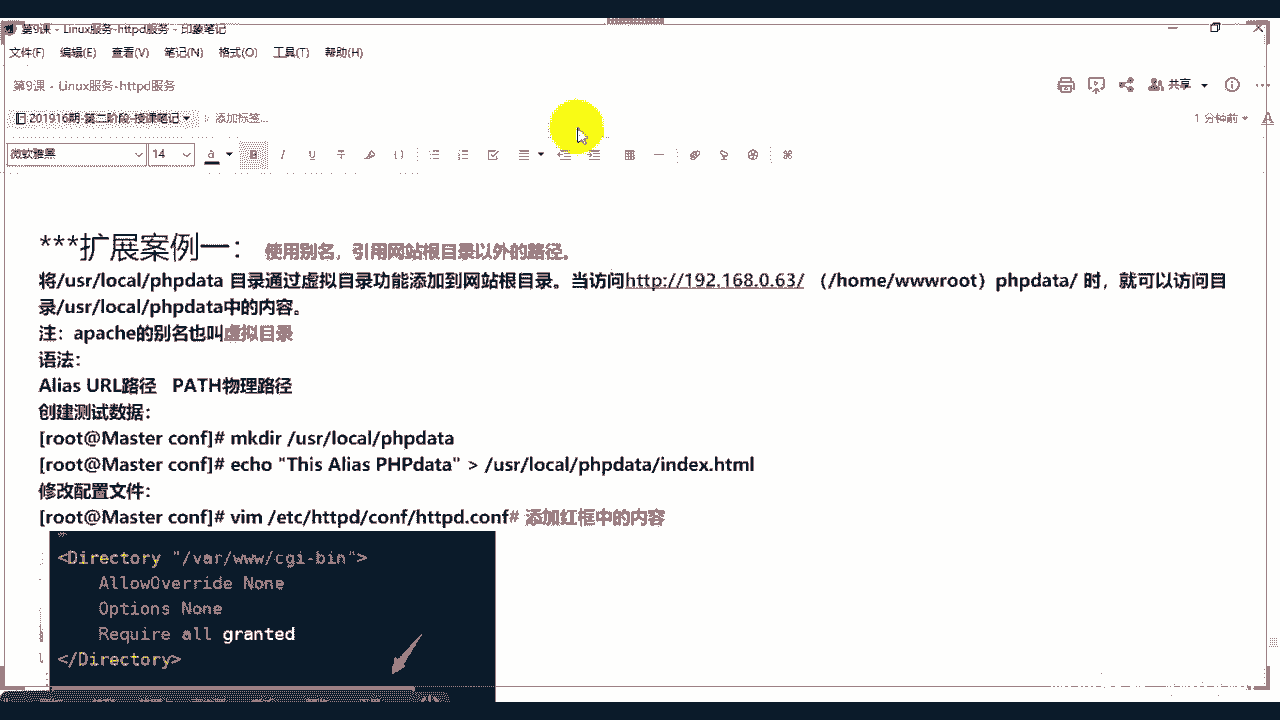 第9课 - Linux服务-httpd服务 - 印象笔记
文件(F) 编辑(E) 查看(V) 笔记(N) 格式(O) 工具(T) 帮助(H)
第9课 - Linux服务-httpd服务
共享
201916期-第二阶段-授课笔记 添加标签...
1 分钟前
微软雅黑 14
***扩展案例一： 使用别名，引用网站根目录以外的路径。
将/usr/local/phpdata 目录通过虚拟目录功能添加到网站根目录。当访问http://192.168.0.63/ （/home/wwwroot）phpdata/ 时，就可以访问目
录/usr/local/phpdata中的内容。
注：apache的别名也叫虚拟目录
语法：
Alias URL路径 PATH物理路径
创建测试数据：
[root@Master conf]# mkdir /usr/local/phpdata
[root@Master conf]# echo "This Alias PHPdata" > /usr/local/phpdata/index.html
修改配置文件：
[root@Master conf]# vim /etc/httpd/conf/httpd.conf# 添加红框中的内容
<Directory "/var/www/cgi-bin">
AllowOverride None
Options None
Require all granted
</Directory>